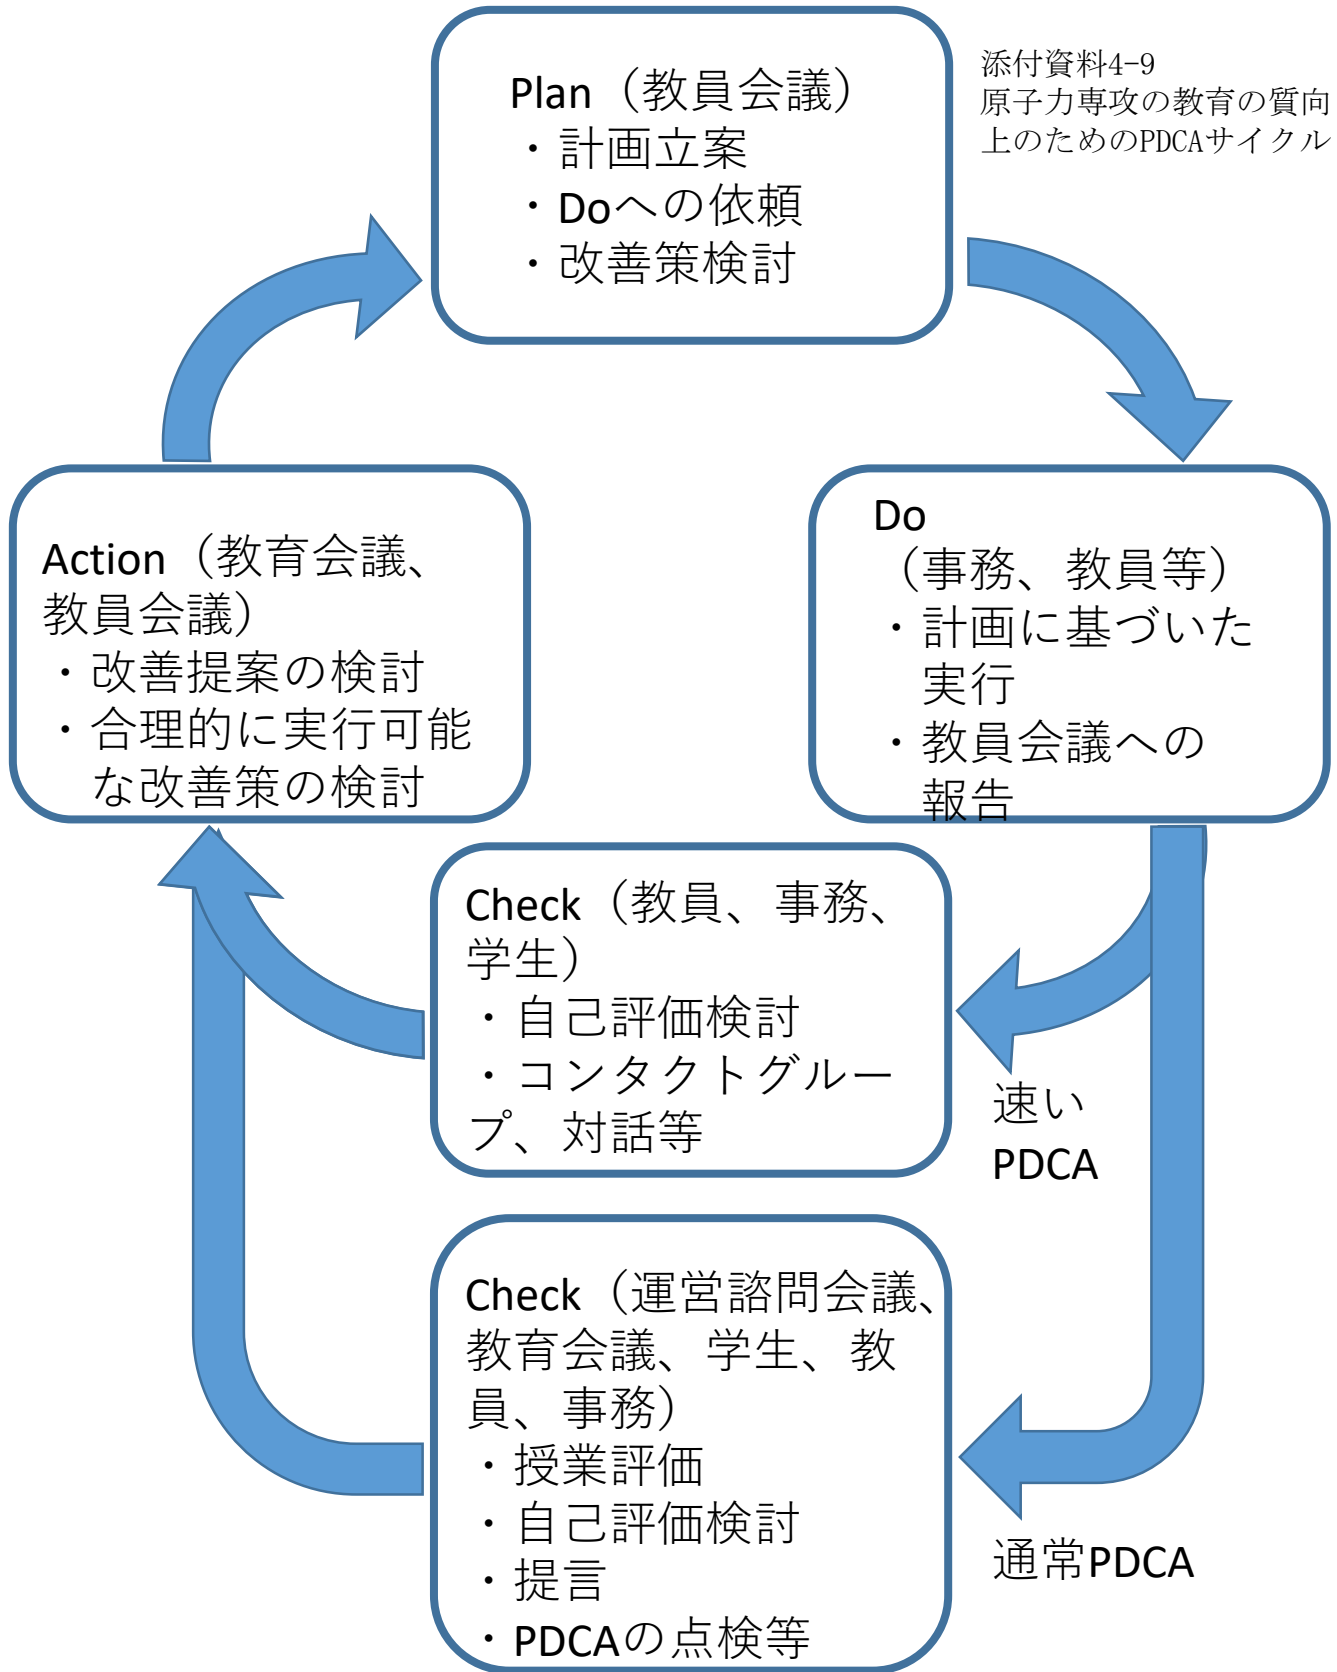 添付資料4-9
原子力専攻の教育の質向
上のためのPDCAサイクル
Plan（教員会議）
・計画立案
・Doへの依頼
・改善策検討
Do
（事務、教員等）
・計画に基づいた
実行
・教員会議への
報告
Action（教育会議、
教員会議）
・改善提案の検討
・合理的に実行可能
な改善策の検討
Check（教員、事務、
学生）
・自己評価検討
・コンタクトグルー
プ、対話等
速い
PDCA
Check（運営諮問会議、
教育会議、学生、教
員、事務）
・授業評価
・自己評価検討
・提言
・PDCAの点検等
通常PDCA